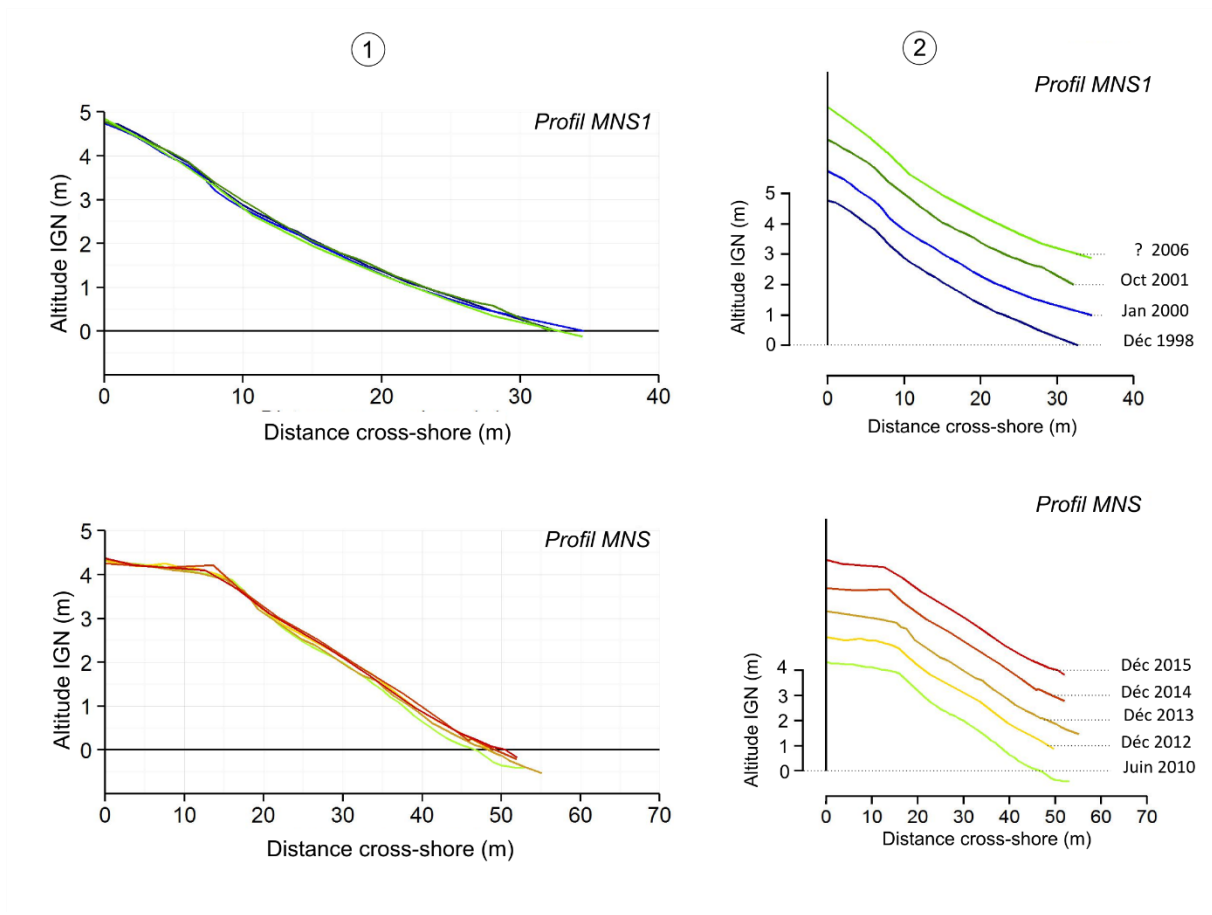 1
2
Profil MNS1
5
4
3
2
1
0
Altitude IGN (m)
0 10 20 30 40
Distance cross-shore (m)
Profil MNS1
5
4
3
2
1
0
Altitude IGN (m)
? 2006
Oct 2001
Jan 2000
Déc 1998
0 10 20 30 40
Distance cross-shore (m)
Profil MNS
5
4
3
2
1
0
Altitude IGN (m)
0 10 20 30 40 50 60 70
Distance cross-shore (m)
Profil MNS
4
3
2
1
0
Altitude IGN (m)
Déc 2015
Déc 2014
Déc 2013
Déc 2012
Juin 2010
0 10 20 30 40 50 60 70
Distance cross-shore (m)